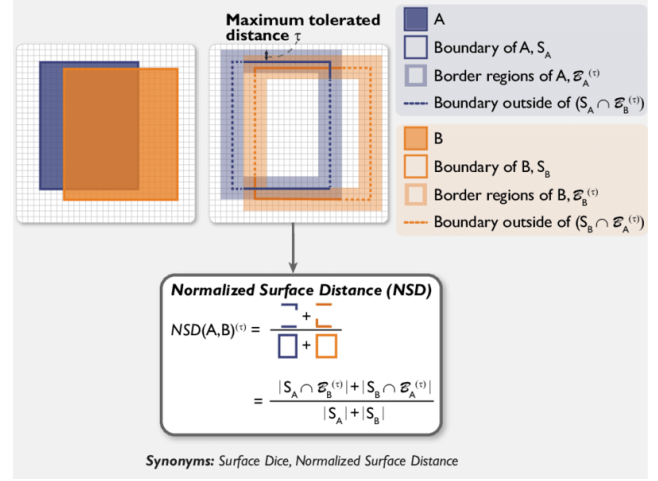 Maximum tolerated
distance τ
A
Boundary of A, S_A
Border regions of A, ℬ_A^(τ)
Boundary outside of (S_A ∩ ℬ_B^(τ))
B
Boundary of B, S_B
Border regions of B, ℬ_B^(τ)
Boundary outside of (S_B ∩ ℬ_A^(τ))
Normalized Surface Distance (NSD)
NSD(A,B)^(τ) =
+
+
= |S_A ∩ ℬ_B^(τ)|+|S_B ∩ ℬ_A^(τ)|
|S_A|+|S_B|
Synonyms: Surface Dice, Normalized Surface Distance